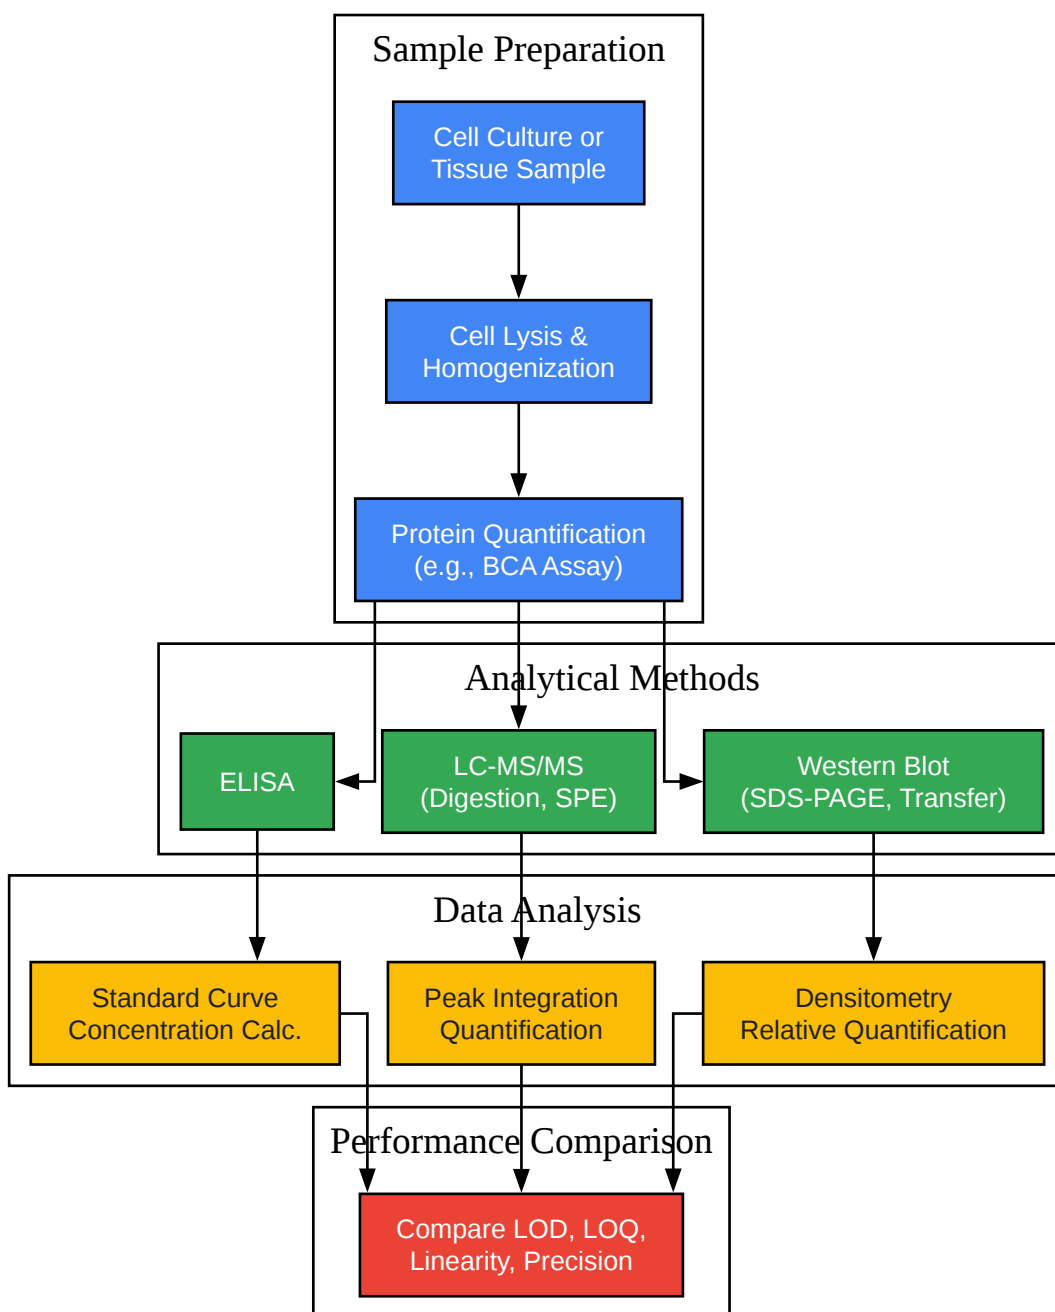 Sample Preparation
Cell Culture or
Tissue Sample
Cell Lysis &
Homogenization
Protein Quantification
(e.g., BCA Assay)
Analytical Methods
ELISA
LC-MS/MS
(Digestion, SPE)
Western Blot
(SDS-PAGE, Transfer)
Data Analysis
Standard Curve
Concentration Calc.
Peak Integration
Quantification
Densitometry
Relative Quantification
Performance Comparison
Compare LOD, LOQ,
Linearity, Precision